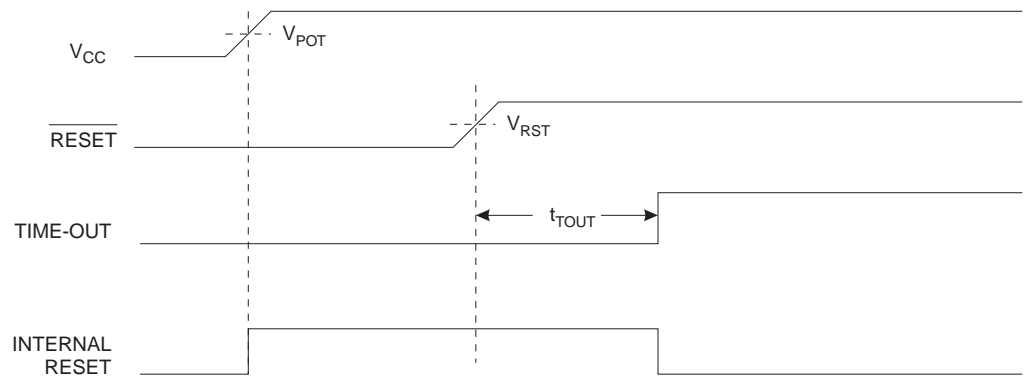 VCC
VPOT
RESET
VRST
TIME-OUT
tTOUT
INTERNAL
RESET